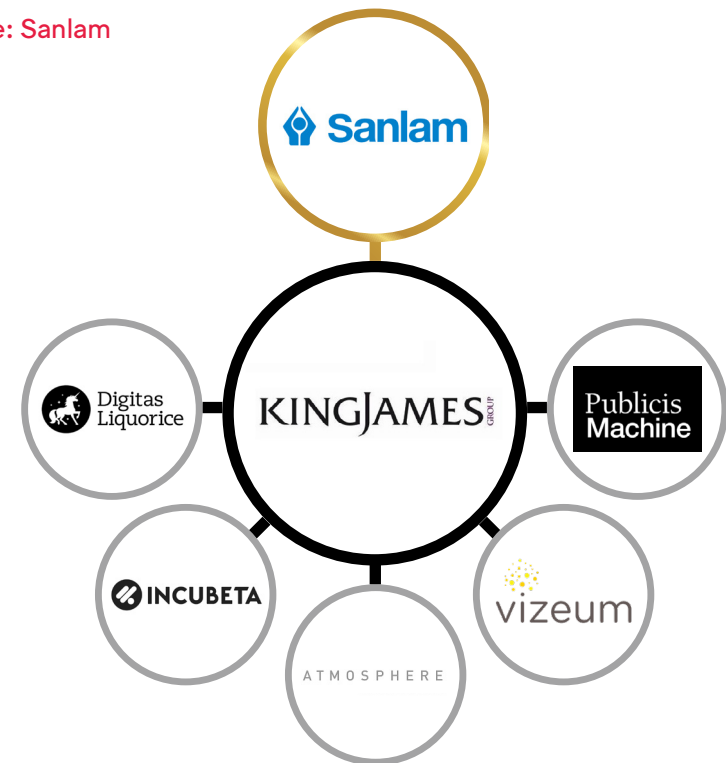 e: Sanlam
Sanlam
KINGJAMES GROUP
Digitas
Liquorice
Publicis
Machine
INCUBETA
vizeum
ATMOSPHERE